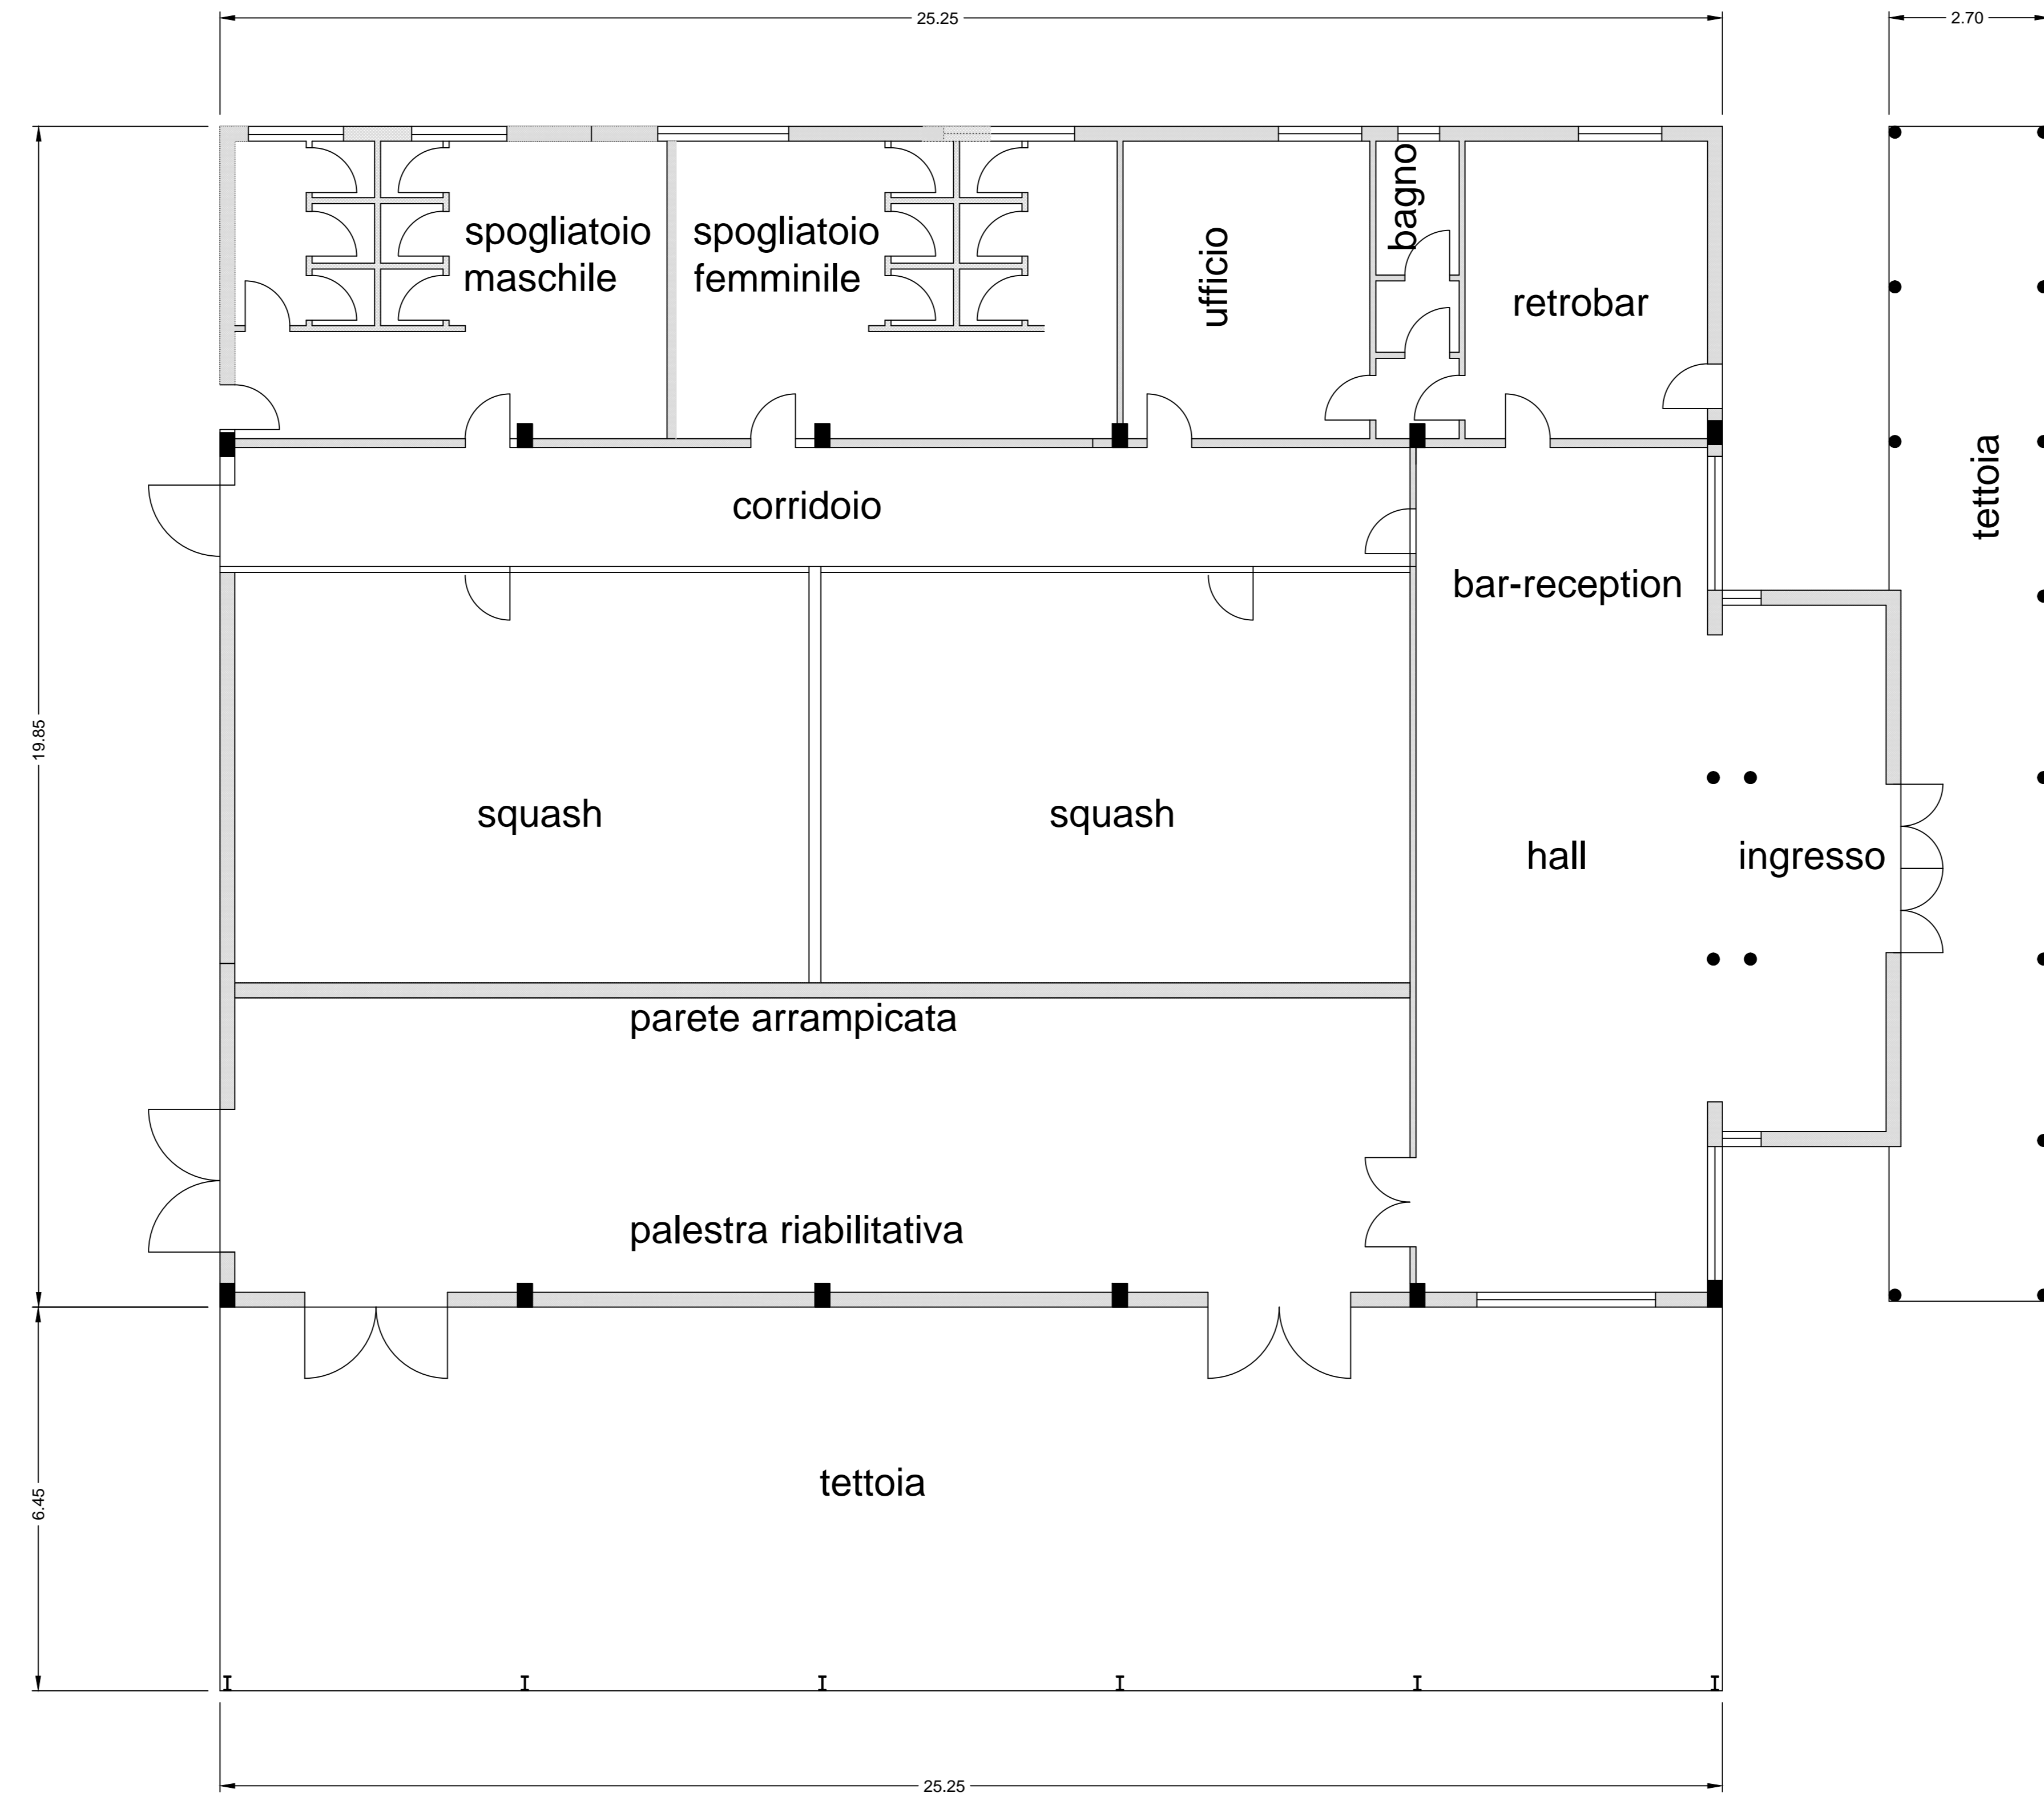 25.25
2.70
spogliatoio
maschile
spogliatoio
femminile
ufficio
bagno
retrobar
tettoia
corridoio
bar-reception
19.85
squash
squash
hall
ingresso
parete arrampicata
palestra riabilitativa
tettoia
6.45
25.25